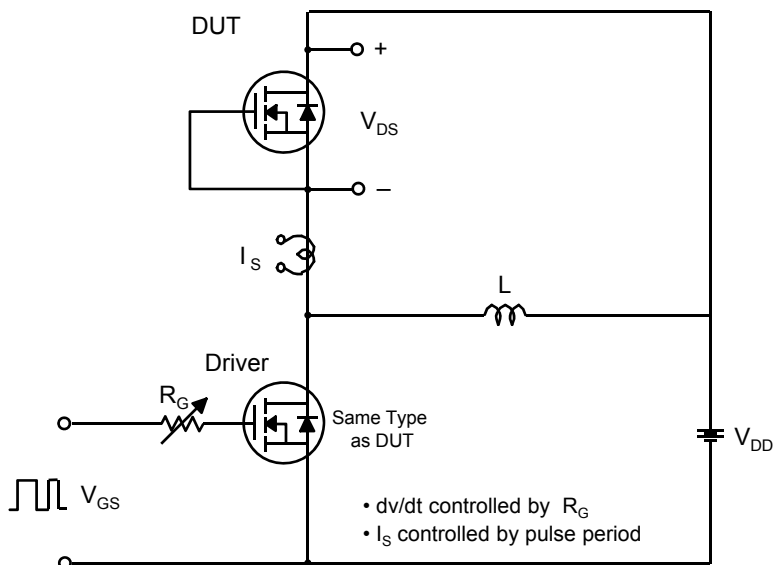 DUT
+
V_DS
–
I_S
L
Driver
R_G
Same Type
as DUT
V_DD
V_GS
• dv/dt controlled by R_G
• I_S controlled by pulse period